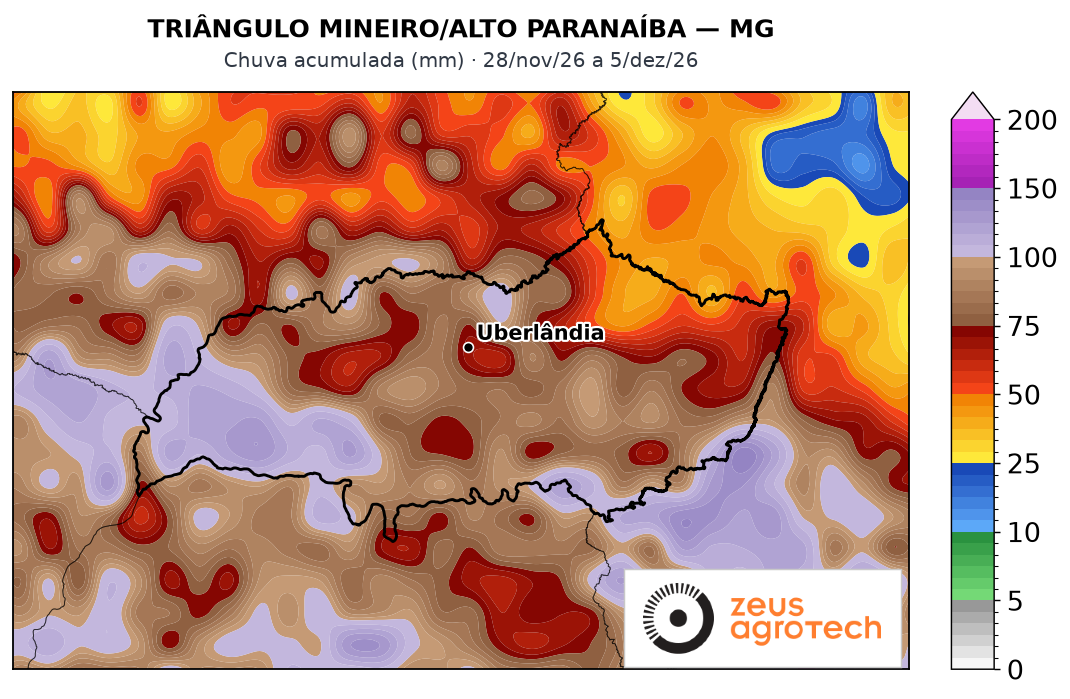 TRIÂNGULO MINEIRO/ALTO PARANAÍBA — MG
Chuva acumulada (mm) · 28/nov/26 a 5/dez/26
Uberlândia
200
150
100
75
50
25
10
5
0
zeus
agrotech